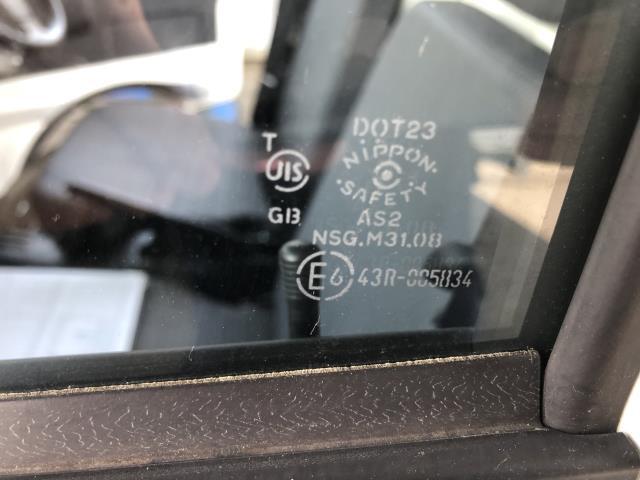 DOT23
T
JIS
NIPPON.
SAFETY
G13
AS2
NSG.M31.08
E6 43R-005834